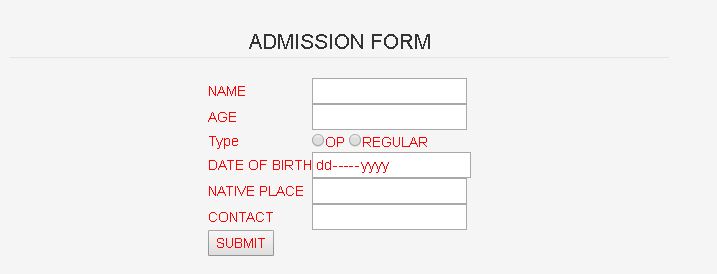 ADMISSION FORM
NAME
AGE
Type OP REGULAR
DATE OF BIRTH dd-----yyyy
NATIVE PLACE
CONTACT
SUBMIT